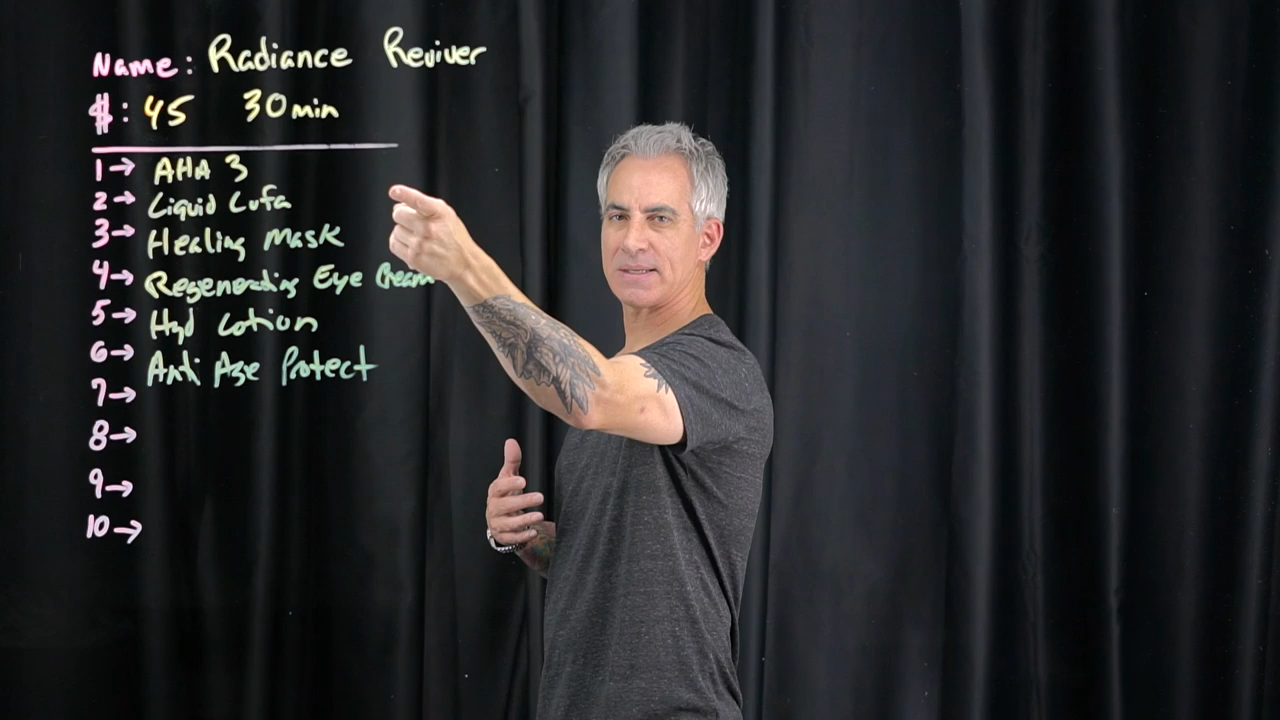 Name: Radiance Reviver
$: 45 30min
1→ AHA 3
2→ Liquid Lufa
3→ Healing Mask
4→ Regenerating Eye Cream
5→ Hyd Lotion
6→ Anti Age Protect
7→
8→
9→
10→